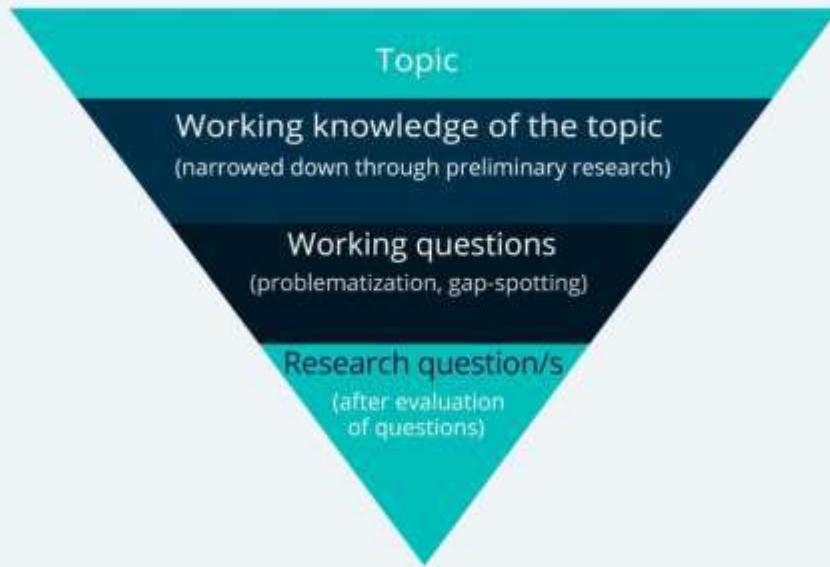 Topic
Working knowledge of the topic
(narrowed down through preliminary research)
Working questions
(problematization, gap-spotting)
Research question/s
(after evaluation
of questions)